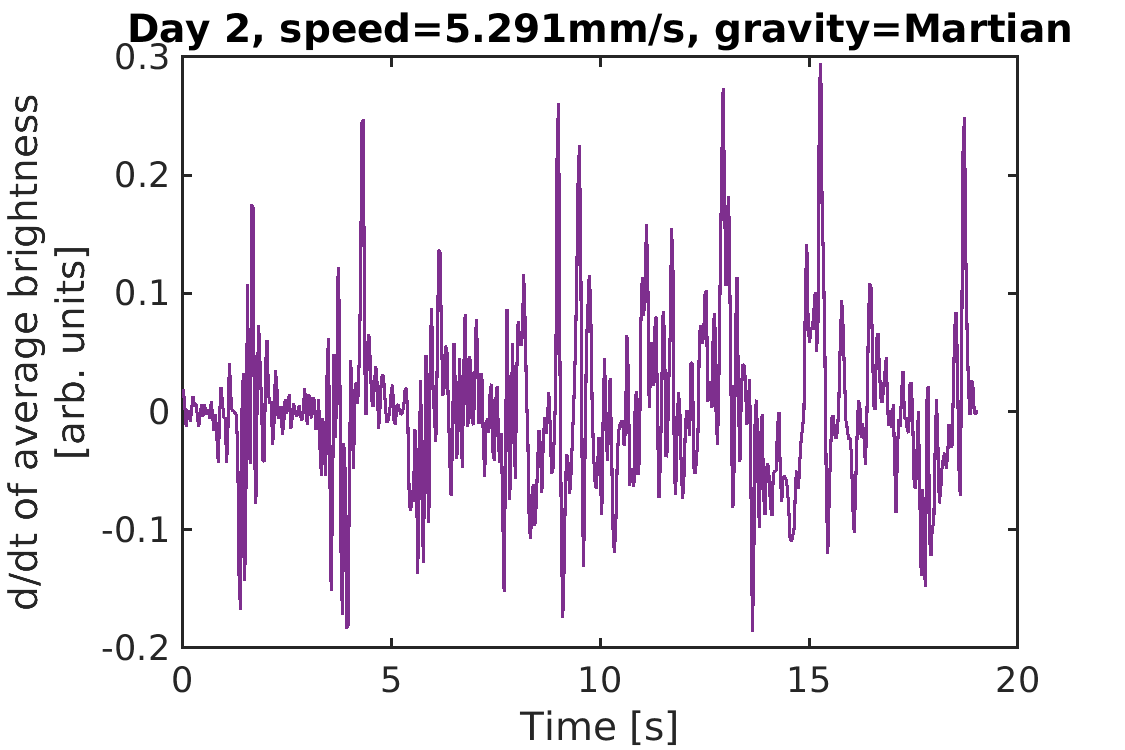 Day 2, speed=5.291mm/s, gravity=Martian
d/dt of average brightness
[arb. units]
0.3
0.2
0.1
0
-0.1
-0.2
0 5 10 15 20
Time [s]